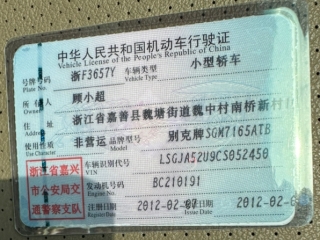 中华人民共和国机动车行驶证
Vehicle License of the People's Republic of China
号牌号码 浙F3657Y 车辆类型 小型轿车
Plate No. Vehicle Type
所有人 顾小超
Owner
住址 浙江省嘉善县魏塘街道魏中村南桥新村
Address
使用性质 非营运 品牌型号 别克牌SGM7165ATB
Use Character Model
浙江省嘉兴市公安局交通警察支队
车辆识别代号 LSGJA52U9CS052450
VIN
发动机号码 BC210191
Engine No.
注册日期 2012-02-07 发证日期 2012-02-07
Register Date Issue Date